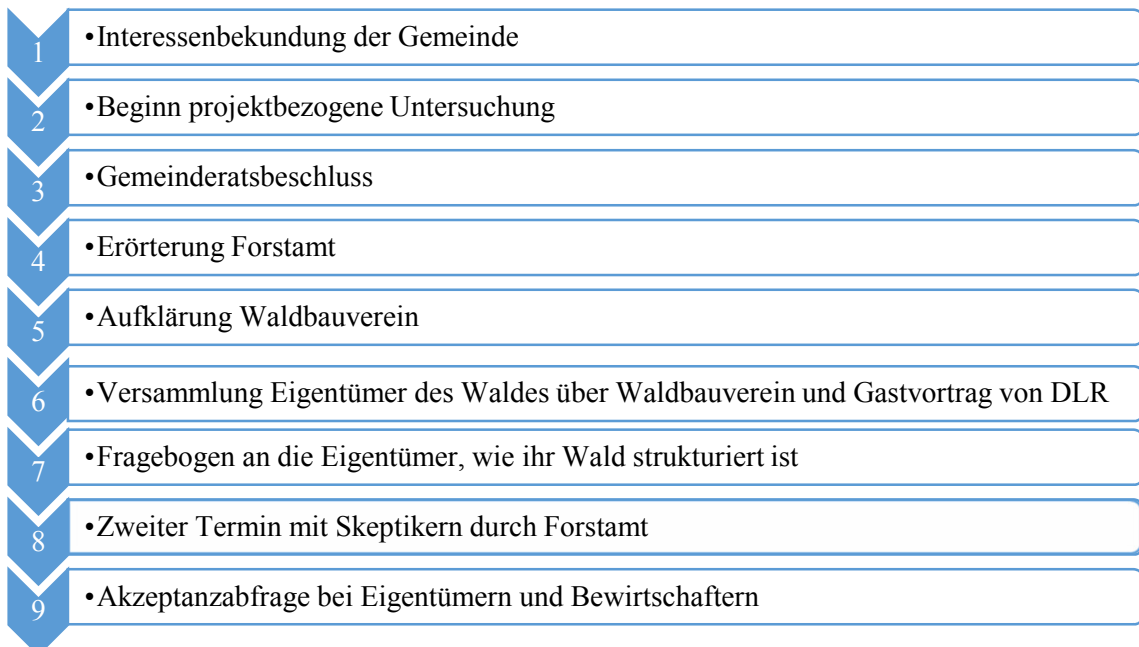 1 •Interessenbekundung der Gemeinde
2 •Beginn projektbezogene Untersuchung
3 •Gemeinderatsbeschluss
4 •Erörterung Forstamt
5 •Aufklärung Waldbauverein
6 •Versammlung Eigentümer des Waldes über Waldbauverein und Gastvortrag von DLR
7 •Fragebogen an die Eigentümer, wie ihr Wald strukturiert ist
8 •Zweiter Termin mit Skeptikern durch Forstamt
9 •Akzeptanzabfrage bei Eigentümern und Bewirtschaftern